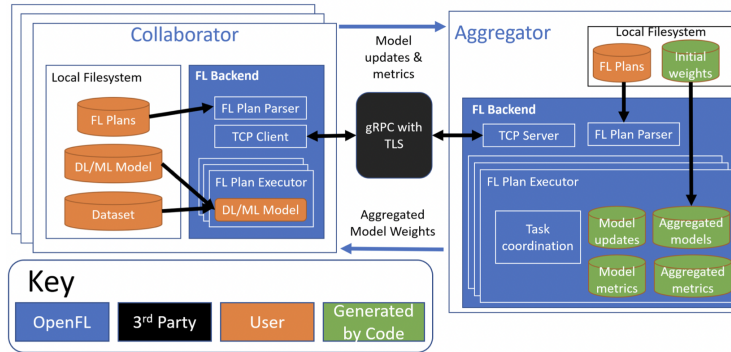 Collaborator
Local Filesystem
FL Plans
DL/ML Model
Dataset
FL Backend
FL Plan Parser
TCP Client
FL Plan Executor
DL/ML Model
Model
updates &
metrics
gRPC with
TLS
Aggregated
Model Weights
Aggregator
Local Filesystem
FL Plans
Initial
weights
FL Backend
TCP Server
FL Plan Parser
FL Plan Executor
Task
coordination
Model
updates
Aggregated
models
Model
metrics
Aggregated
metrics
Key
OpenFL
3rd Party
User
Generated
by Code